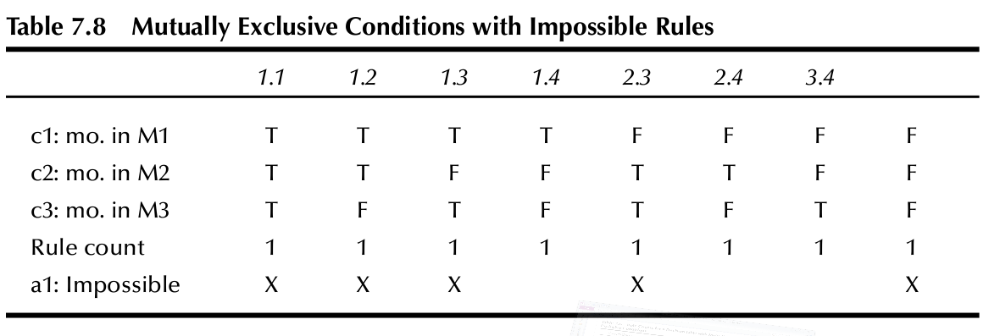 Table 7.8 Mutually Exclusive Conditions with Impossible Rules
1.1 1.2 1.3 1.4 2.3 2.4 3.4
c1: mo. in M1 T T T T F F F F
c2: mo. in M2 T T F F T T F F
c3: mo. in M3 T F T F T F T F
Rule count 1 1 1 1 1 1 1 1
a1: Impossible X X X X X